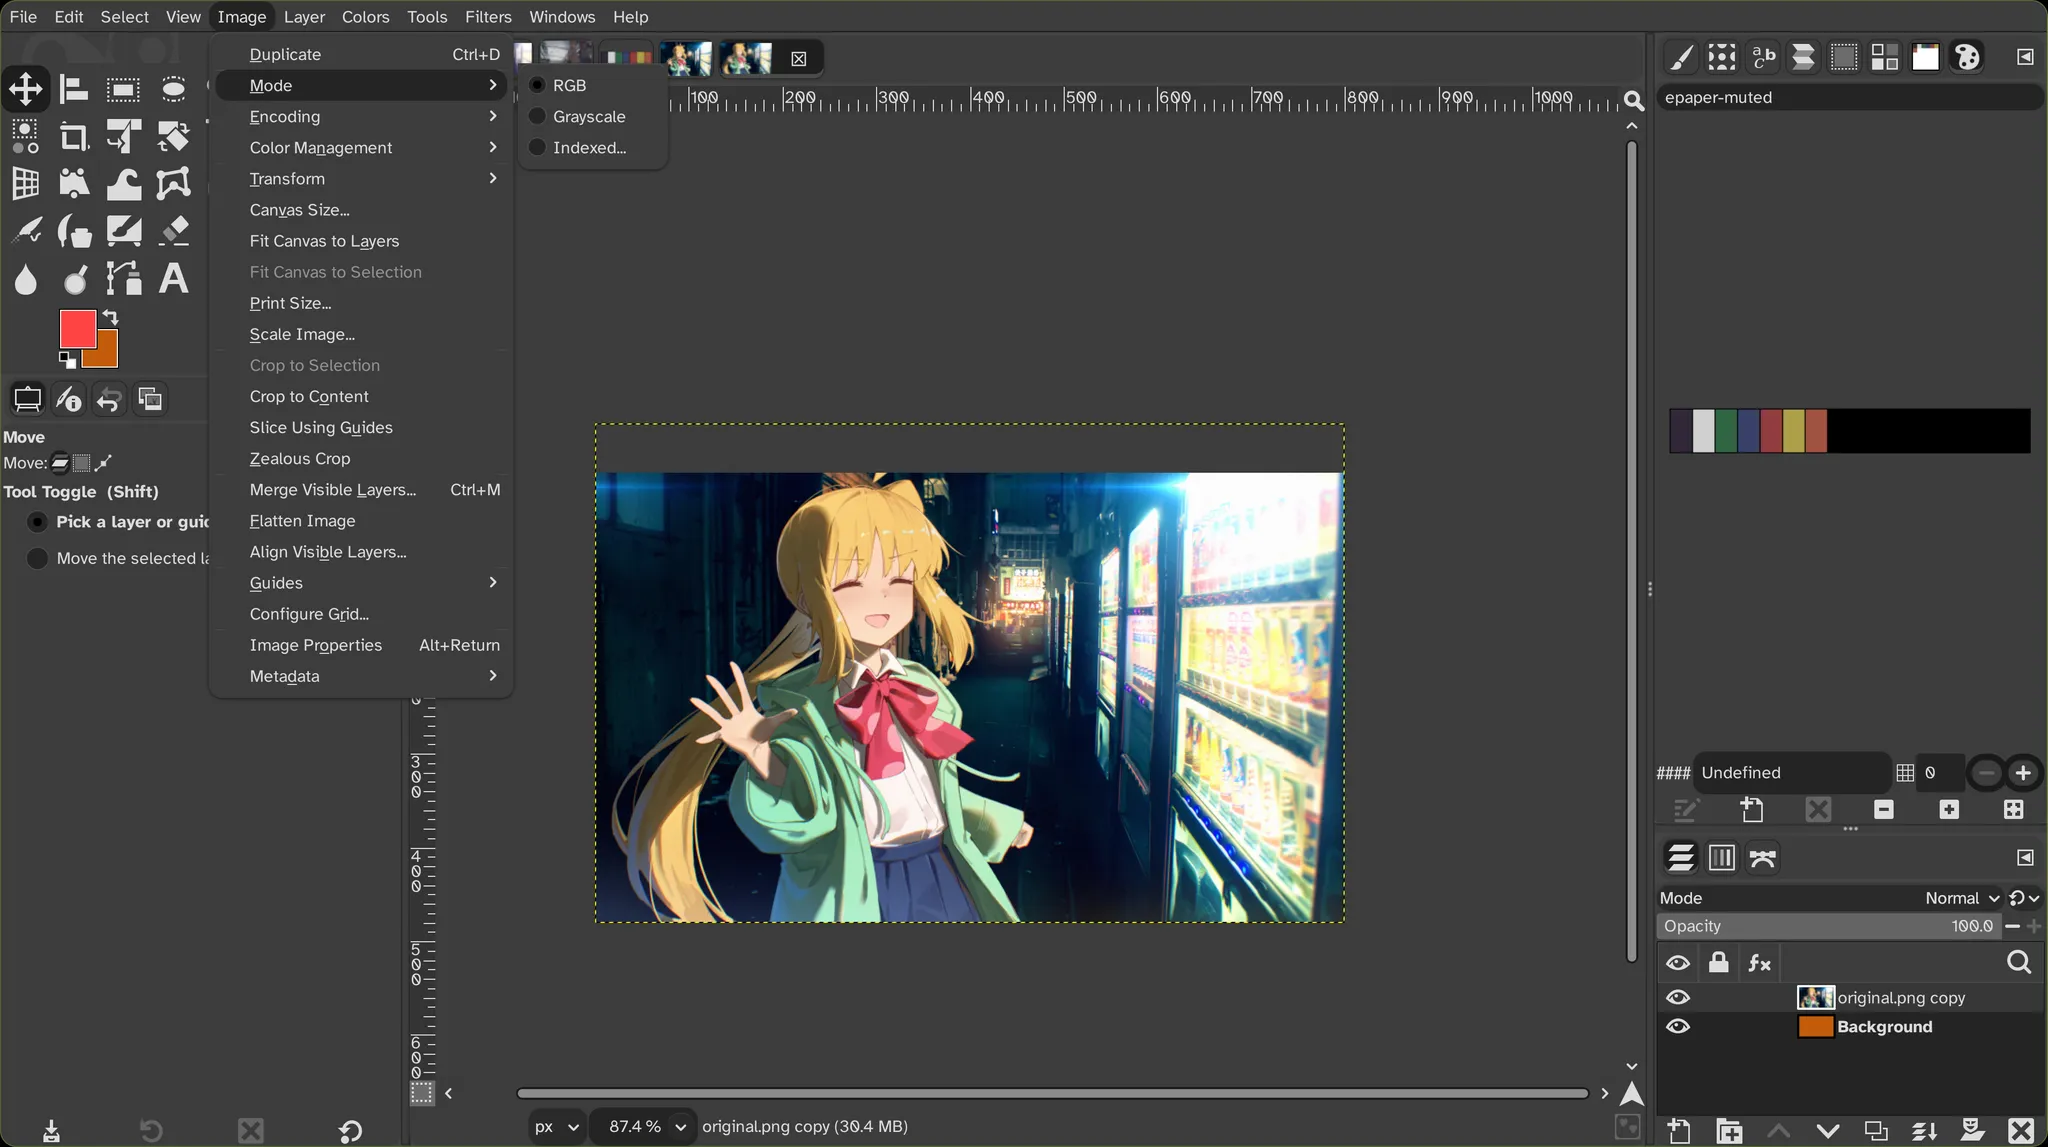 File Edit Select View Image Layer Colors Tools Filters Windows Help
Duplicate Ctrl+D
Mode
Encoding
Color Management
Transform
Canvas Size...
Fit Canvas to Layers
Fit Canvas to Selection
Print Size...
Scale Image...
Crop to Selection
Crop to Content
Slice Using Guides
Zealous Crop
Merge Visible Layers... Ctrl+M
Flatten Image
Align Visible Layers...
Guides
Configure Grid...
Image Properties Alt+Return
Metadata
RGB
Grayscale
Indexed...
100 200 300 400 500 600 700 800 900 1000
Move
Move:
Tool Toggle (Shift)
Pick a layer or guid
Move the selected la
300
400
500
600
px 87.4 % original.png copy (30.4 MB)
epaper-muted
#### Undefined 0
Mode Normal
Opacity 100.0
fx
original.png copy
Background